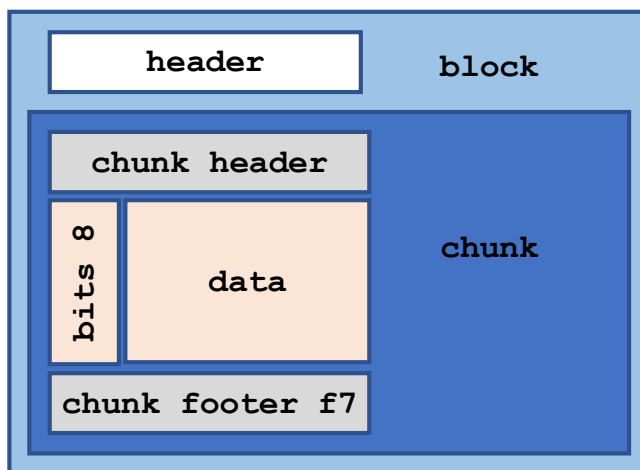 header
block
chunk header
bits 8
data
chunk
chunk footer f7